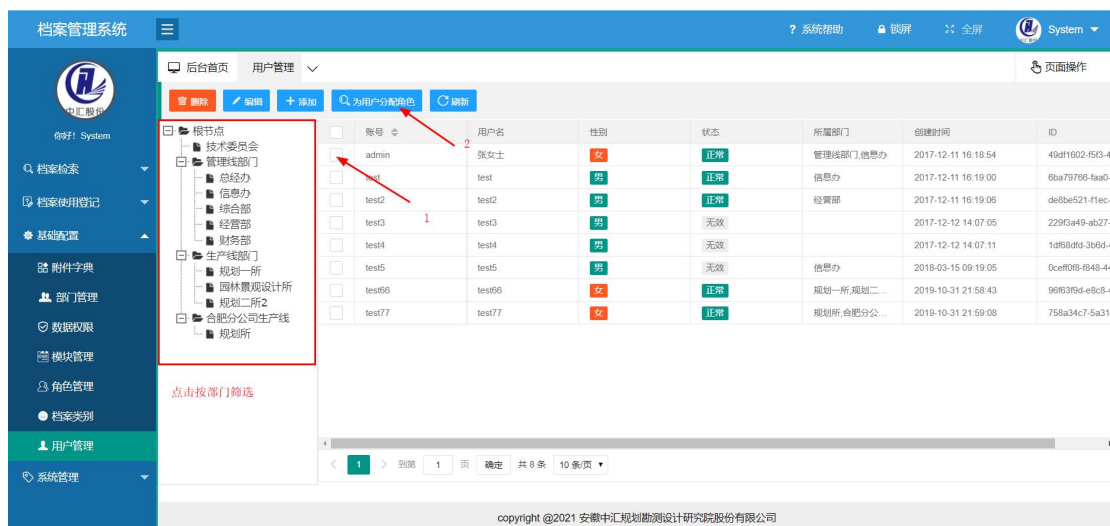 档案管理系统 ? 系统帮助 锁屏 全屏 System
后台首页 用户管理 页面操作
中汇股份
你好! System
档案检索
档案使用登记
基础配置
附件字典
部门管理
数据权限
模块管理
角色管理
档案类别
用户管理
系统管理
删除 编辑 添加 为用户分配角色 刷新
根节点
技术委员会
管理线部门
总经办
信息办
综合部
经营部
财务部
生产线部门
规划一所
园林景观设计所
规划二所2
合肥分公司生产线
规划所
点击按部门筛选
账号 用户名 性别 状态 所属部门 创建时间 ID
admin 张女士 女 正常 管理线部门,信息办 2017-12-11 16:18:54 49df1602-f5f3-4
test test 男 正常 信息办 2017-12-11 16:19:00 6ba79766-faa0-
test2 test2 男 正常 经营部 2017-12-11 16:19:06 de8be521-f1ec-
test3 test3 男 无效 2017-12-12 14:07:05 229f3a49-ab27-
test4 test4 男 无效 2017-12-12 14:07:11 1df68dfd-3b6d-
test5 test5 男 无效 信息办 2018-03-15 09:19:05 0ceff0f8-f848-44
test66 test66 女 正常 规划一所,规划二... 2019-10-31 21:58:43 96f63f9d-e8c8-
test77 test77 女 正常 规划所,合肥分公... 2019-10-31 21:59:08 758a34c7-5a31
2
1
1 到第 1 页 确定 共 8 条 10 条/页
copyright @2021 安徽中汇规划勘测设计研究院股份有限公司